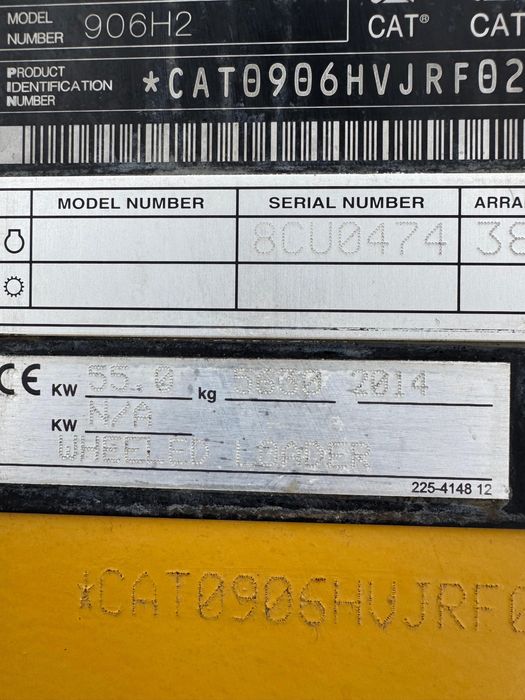 MODEL NUMBER 906H2
CAT® CAT
PRODUCT IDENTIFICATION NUMBER *CAT0906HVJRF02
MODEL NUMBER SERIAL NUMBER ARRA
8CU0474 38
CE KW 55.0 kg 5630 2014
KW N/A
WHEELED LOADER
225-4148 12
*CAT0906HVJRF0